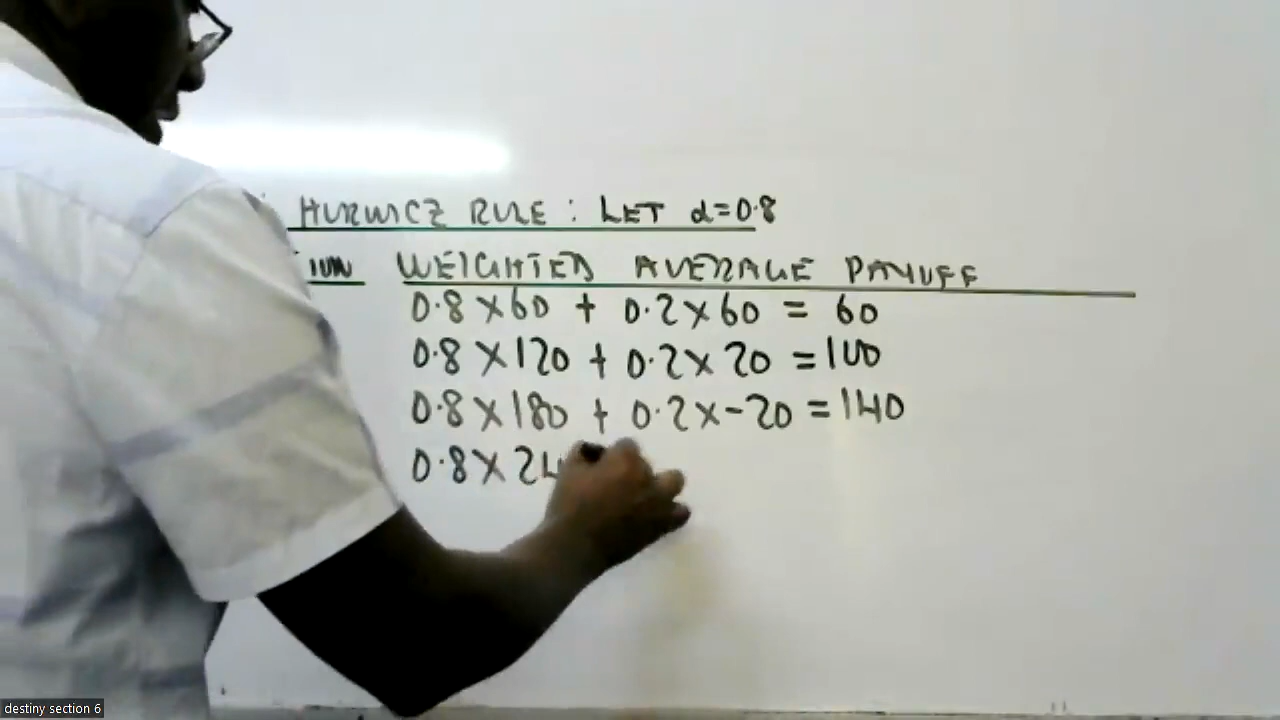 HURWICZ RULE : LET α=0.8
WEIGHTED AVERAGE PAYOFF
0.8 X 60 + 0.2 X 60 = 60
0.8 X 120 + 0.2 X 20 = 100
0.8 X 180 + 0.2 X -20 = 140
0.8 X 24
destiny section 6